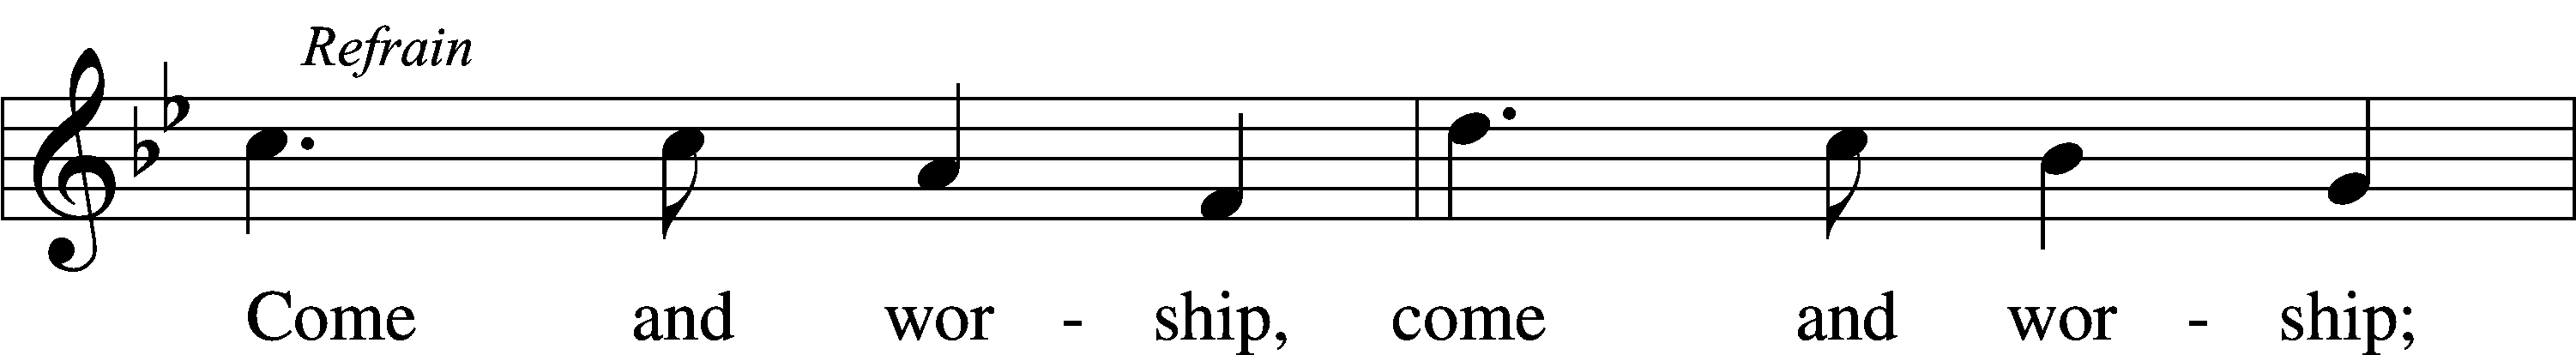 Refrain
Come and wor - ship, come and wor - ship;